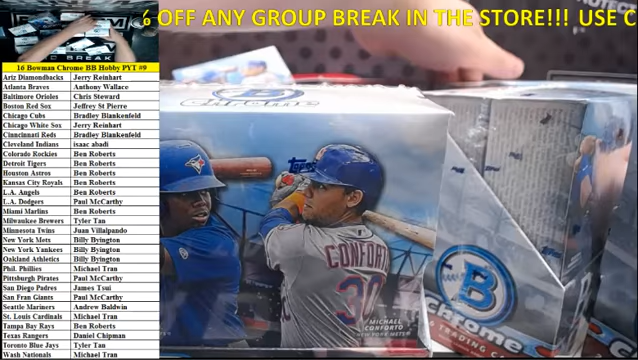 % OFF ANY GROUP BREAK IN THE STORE!!! USE C
C BREAK
16 Bowman Chrome BB Hobby PYT #9
Ariz Diamondbacks Jerry Reinhart
Atlanta Braves Anthony Wallace
Baltimore Orioles Chris Steward
Boston Red Sox Jeffrey St Pierre
Chicago Cubs Bradley Blankenfeld
Chicago White Sox Jerry Reinhart
Cinncinnati Reds Bradley Blankenfeld
Cleveland Indians isaac abadi
Colorado Rockies Ben Roberts
Detroit Tigers Ben Roberts
Houston Astros Ben Roberts
Kansas City Royals Ben Roberts
L.A. Angels Ben Roberts
L.A. Dodgers Paul McCarthy
Miami Marlins Ben Roberts
Milwaukee Brewers Tyler Tan
Minnesota Twins Juan Villalpando
New York Mets Billy Byington
New York Yankees Billy Byington
Oakland Athletics Billy Byington
Phil. Phillies Michael Tran
Pittsburgh Pirates Paul McCarthy
San Diego Padres James Tsui
San Fran Giants Paul McCarthy
Seattle Mariners Andrew Baldwin
St. Louis Cardinals Michael Tran
Tampa Bay Rays Ben Roberts
Texas Rangers Daniel Chipman
Toronto Blue Jays Tyler Tan
Wash Nationals Michael Tran
B
Chrome
Topps
CONFORTO
30
MICHAEL
CONFORTO
B
Chrome
TRADING CAR